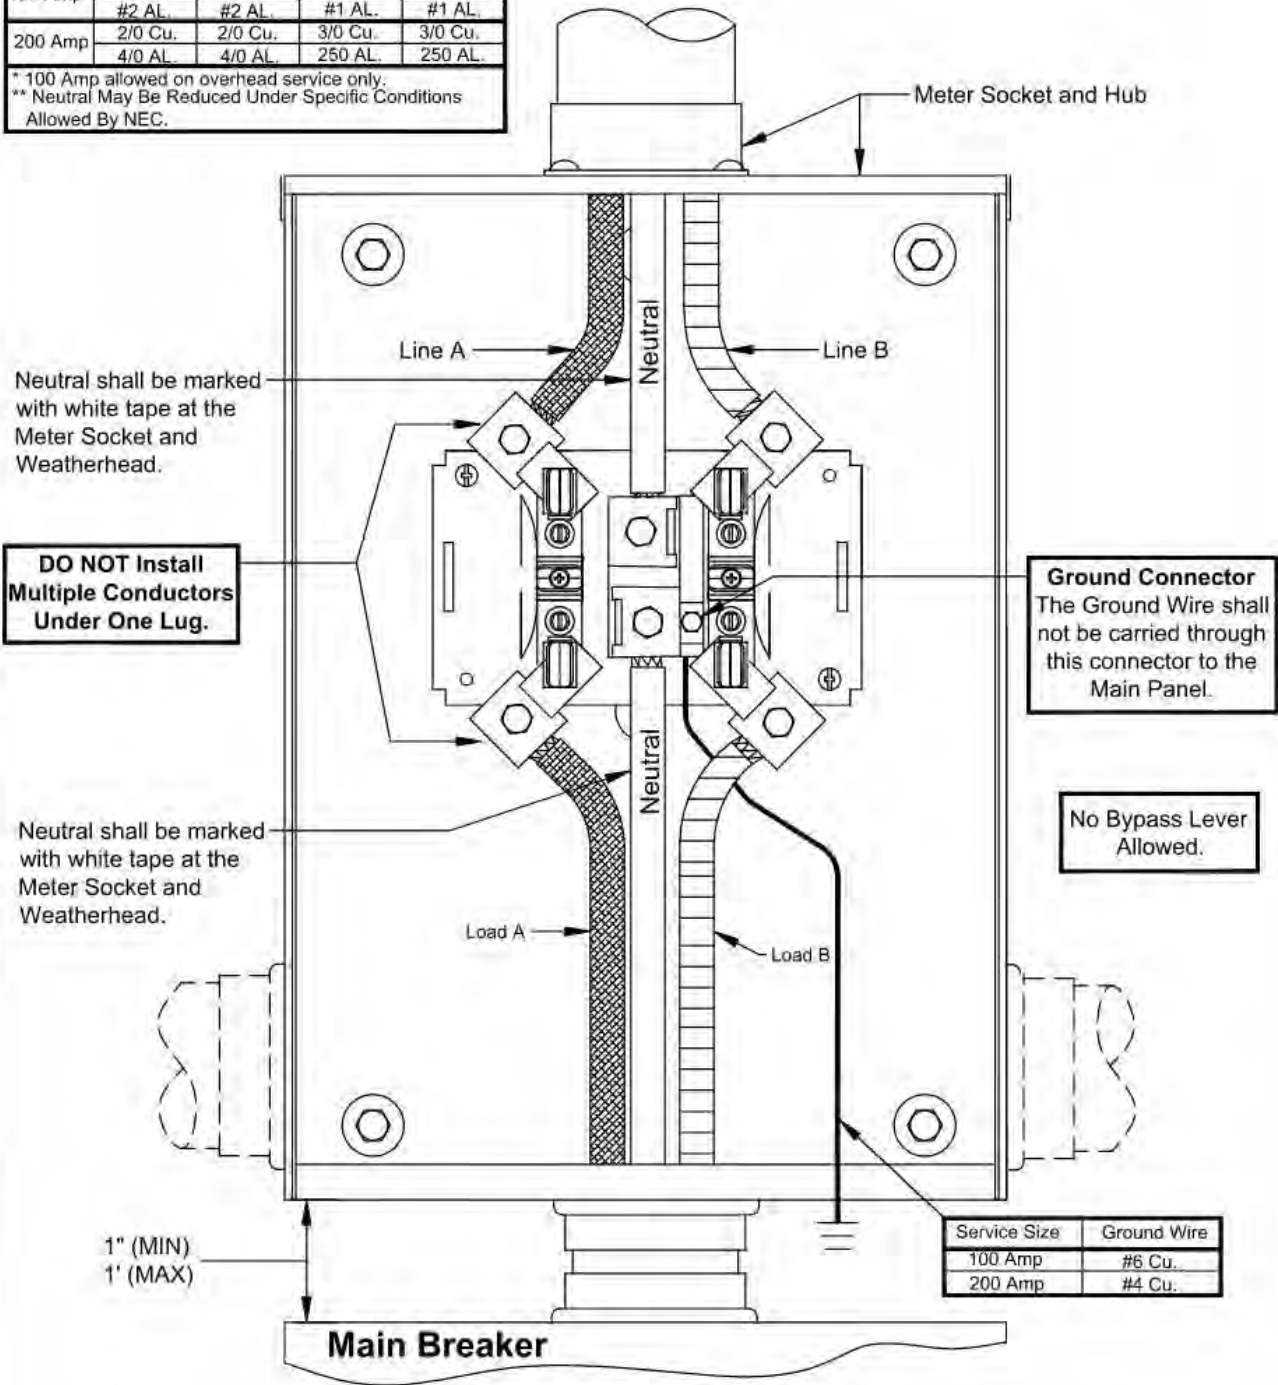 #2 AL. #2 AL. #1 AL. #1 AL.
200 Amp 2/0 Cu. 2/0 Cu. 3/0 Cu. 3/0 Cu.
4/0 AL. 4/0 AL. 250 AL. 250 AL.
* 100 Amp allowed on overhead service only.
** Neutral May Be Reduced Under Specific Conditions
Allowed By NEC.
Meter Socket and Hub
Line A
Neutral
Line B
Neutral shall be marked
with white tape at the
Meter Socket and
Weatherhead.
DO NOT Install
Multiple Conductors
Under One Lug.
Ground Connector
The Ground Wire shall
not be carried through
this connector to the
Main Panel.
Neutral
No Bypass Lever
Allowed.
Neutral shall be marked
with white tape at the
Meter Socket and
Weatherhead.
Load A
Load B
Service Size Ground Wire
100 Amp #6 Cu.
200 Amp #4 Cu.
1" (MIN)
1' (MAX)
Main Breaker